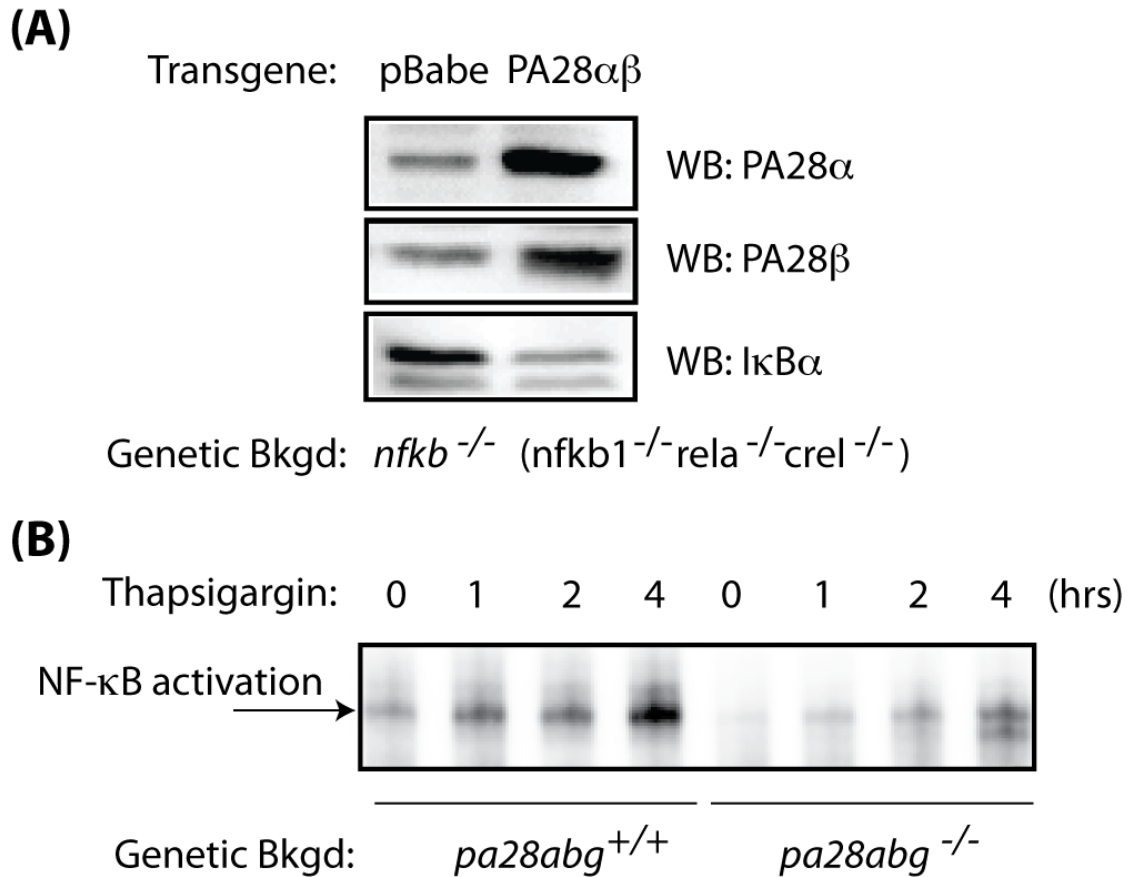 (A)
Transgene: pBabe PA28αβ
WB: PA28α
WB: PA28β
WB: IκBα
Genetic Bkgd: nfkb -/- (nfkb1-/-rela-/-crel-/-)
(B)
Thapsigargin: 0 1 2 4 0 1 2 4 (hrs)
NF-κB activation
Genetic Bkgd: pa28abg+/+ pa28abg -/-